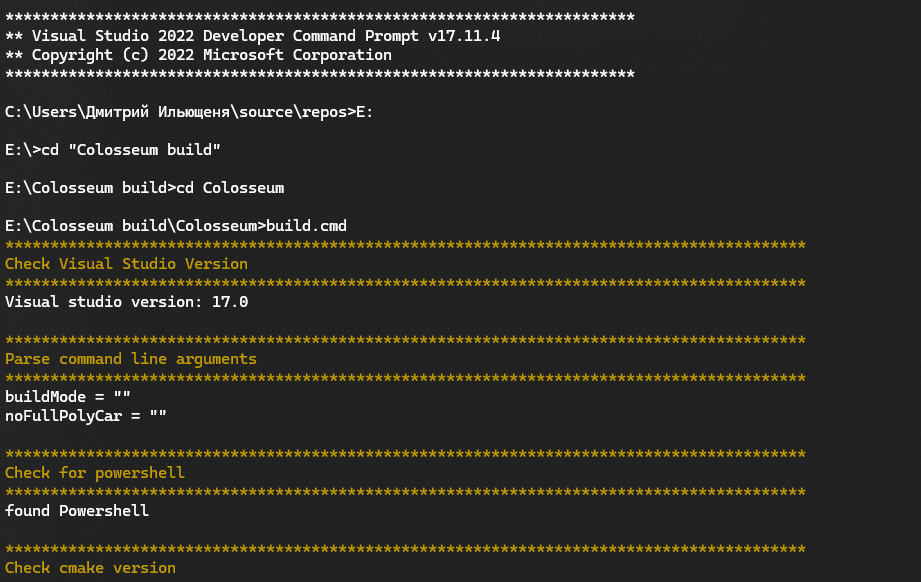 **********************************************************************
** Visual Studio 2022 Developer Command Prompt v17.11.4
** Copyright (c) 2022 Microsoft Corporation
**********************************************************************
C:\Users\Дмитрий Ильющеня\source\repos>E:
E:\>cd "Colosseum build"
E:\Colosseum build>cd Colosseum
E:\Colosseum build\Colosseum>build.cmd
*****************************************************************************************
Check Visual Studio Version
*****************************************************************************************
Visual studio version: 17.0
*****************************************************************************************
Parse command line arguments
*****************************************************************************************
buildMode = ""
noFullPolyCar = ""
*****************************************************************************************
Check for powershell
*****************************************************************************************
found Powershell
*****************************************************************************************
Check cmake version